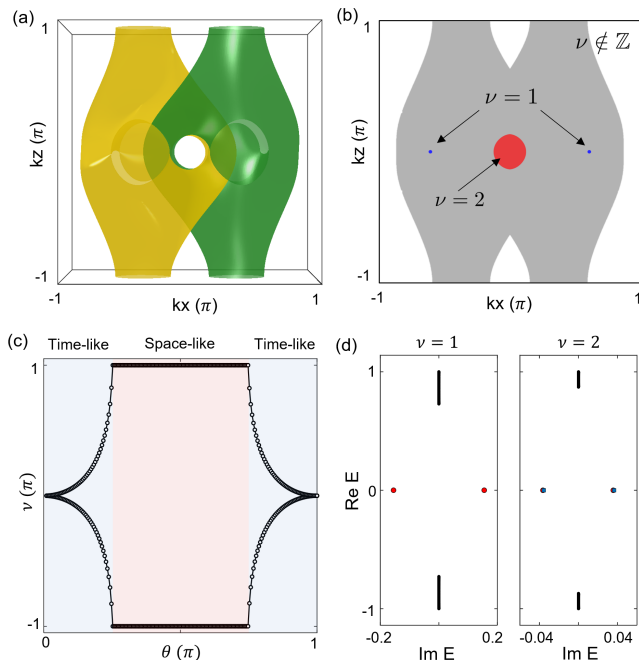 (a)
1
kz (π)
-1
-1
kx (π)
1
(b)
1
ν ∉ ℤ
ν = 1
kz (π)
ν = 2
-1
-1
kx (π)
1
(c)
Time-like
Space-like
Time-like
1
ν (π)
-1
0
θ (π)
1
(d)
ν = 1
ν = 2
1
Re E
0
-1
-0.2
0.2
Im E
-0.04
0.04
Im E